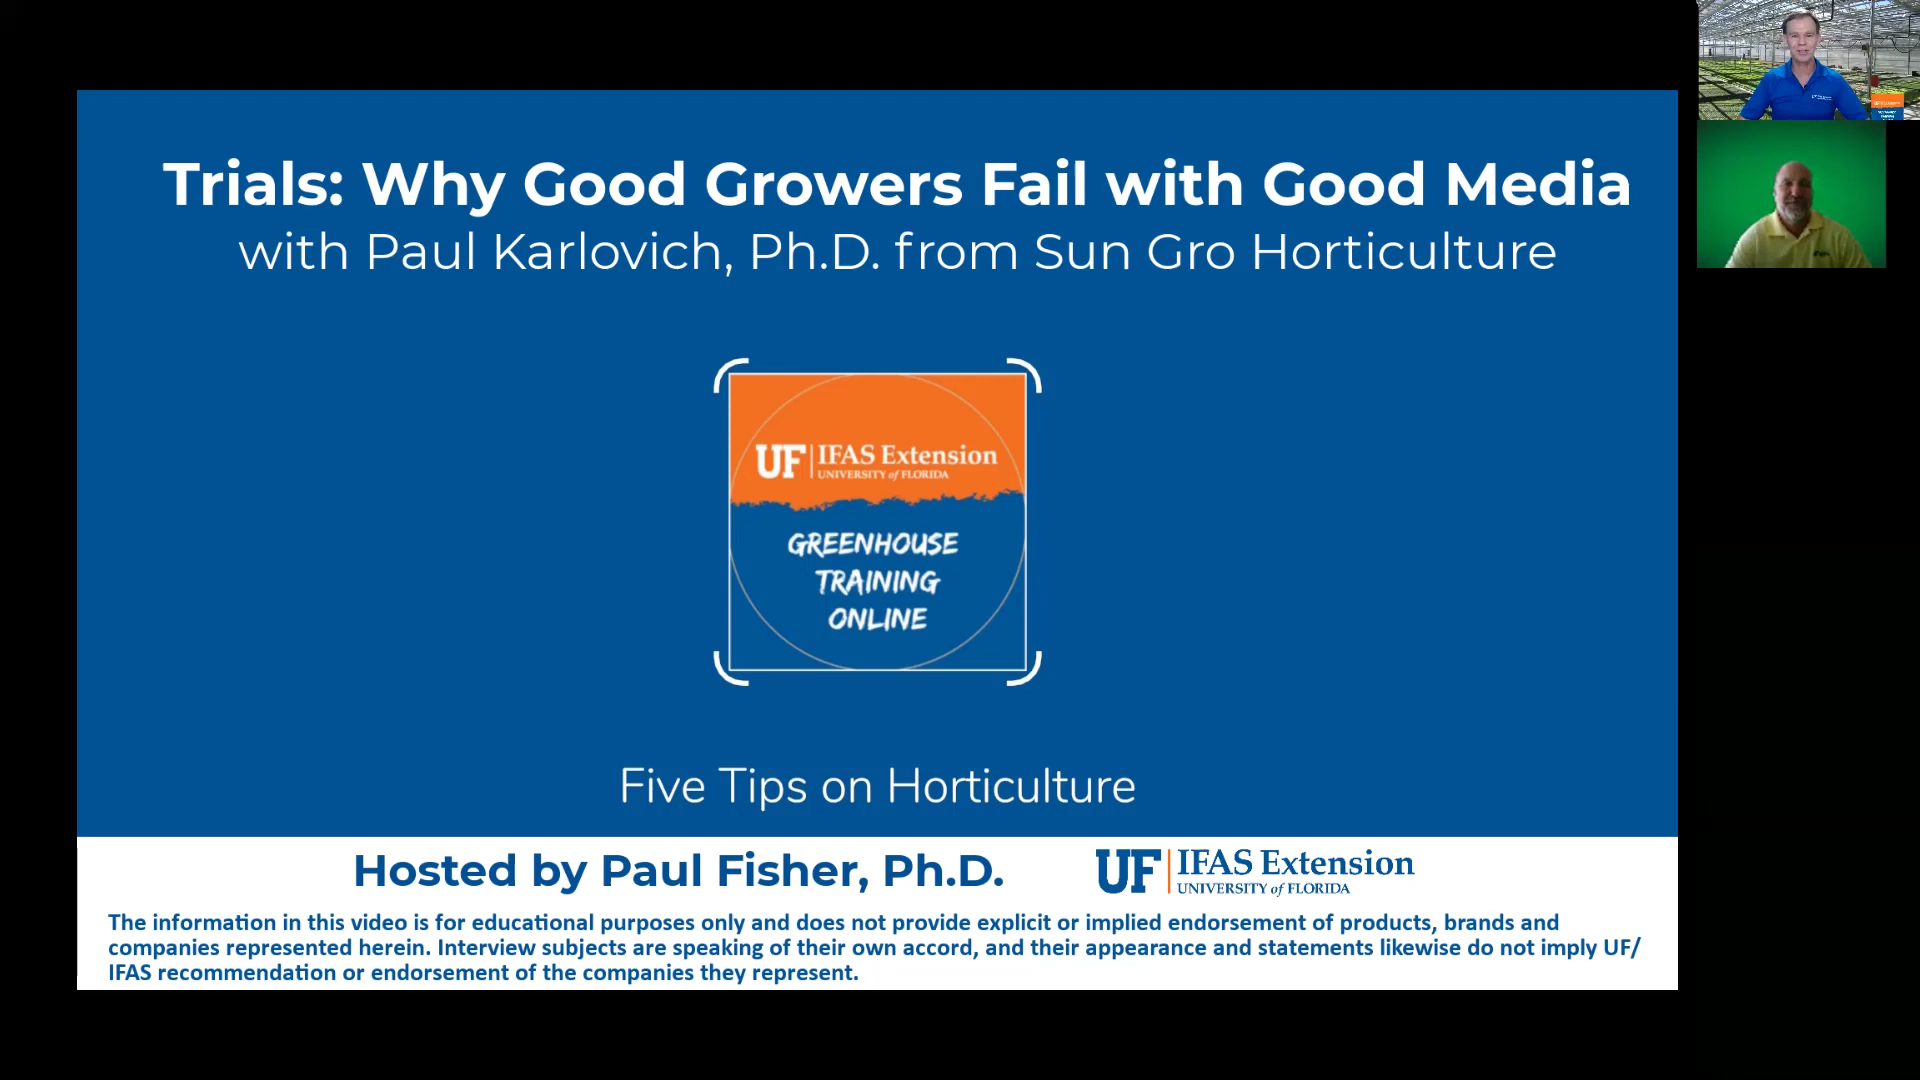 Trials: Why Good Growers Fail with Good Media
with Paul Karlovich, Ph.D. from Sun Gro Horticulture
UF IFAS Extension
UNIVERSITY of FLORIDA
GREENHOUSE
TRAINING
ONLINE
Five Tips on Horticulture
Hosted by Paul Fisher, Ph.D.
UF IFAS Extension
UNIVERSITY of FLORIDA
The information in this video is for educational purposes only and does not provide explicit or implied endorsement of products, brands and
companies represented herein. Interview subjects are speaking of their own accord, and their appearance and statements likewise do not imply UF/
IFAS recommendation or endorsement of the companies they represent.